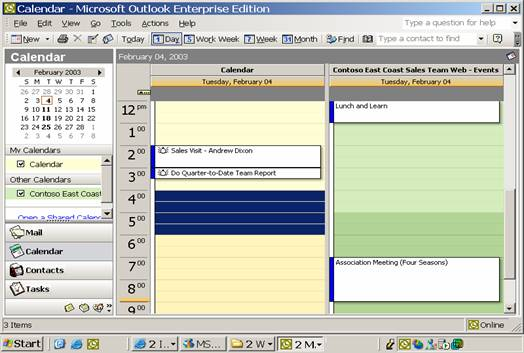 Calendar - Microsoft Outlook Enterprise Edition
File Edit View Go Tools Actions Help
Type a question for help
New Today 1 Day 5 Work Week 7 Week 31 Month Find Type a contact to find
Calendar
February 04, 2003
February 2003
S M T W T F S
26 27 28 29 30 31 1
2 3 4 5 6 7 8
9 10 11 12 13 14 15
16 17 18 19 20 21 22
23 24 25 26 27 28 1
2 3 4 5 6 7 8
My Calendars
Calendar
Other Calendars
Contoso East Coast
Open a Shared Calend
Mail
Calendar
Contacts
Tasks
Calendar
Tuesday, February 04
Contoso East Coast Sales Team Web - Events
Tuesday, February 04
12 pm
Lunch and Learn
1 00
2 00
Sales Visit - Andrew Dixon
3 00
Do Quarter-to-Date Team Report
4 00
5 00
6 00
7 00
Association Meeting (Four Seasons)
8 00
9 00
3 Items
Online
Start
2 I...
MS...
2 W
2 M.